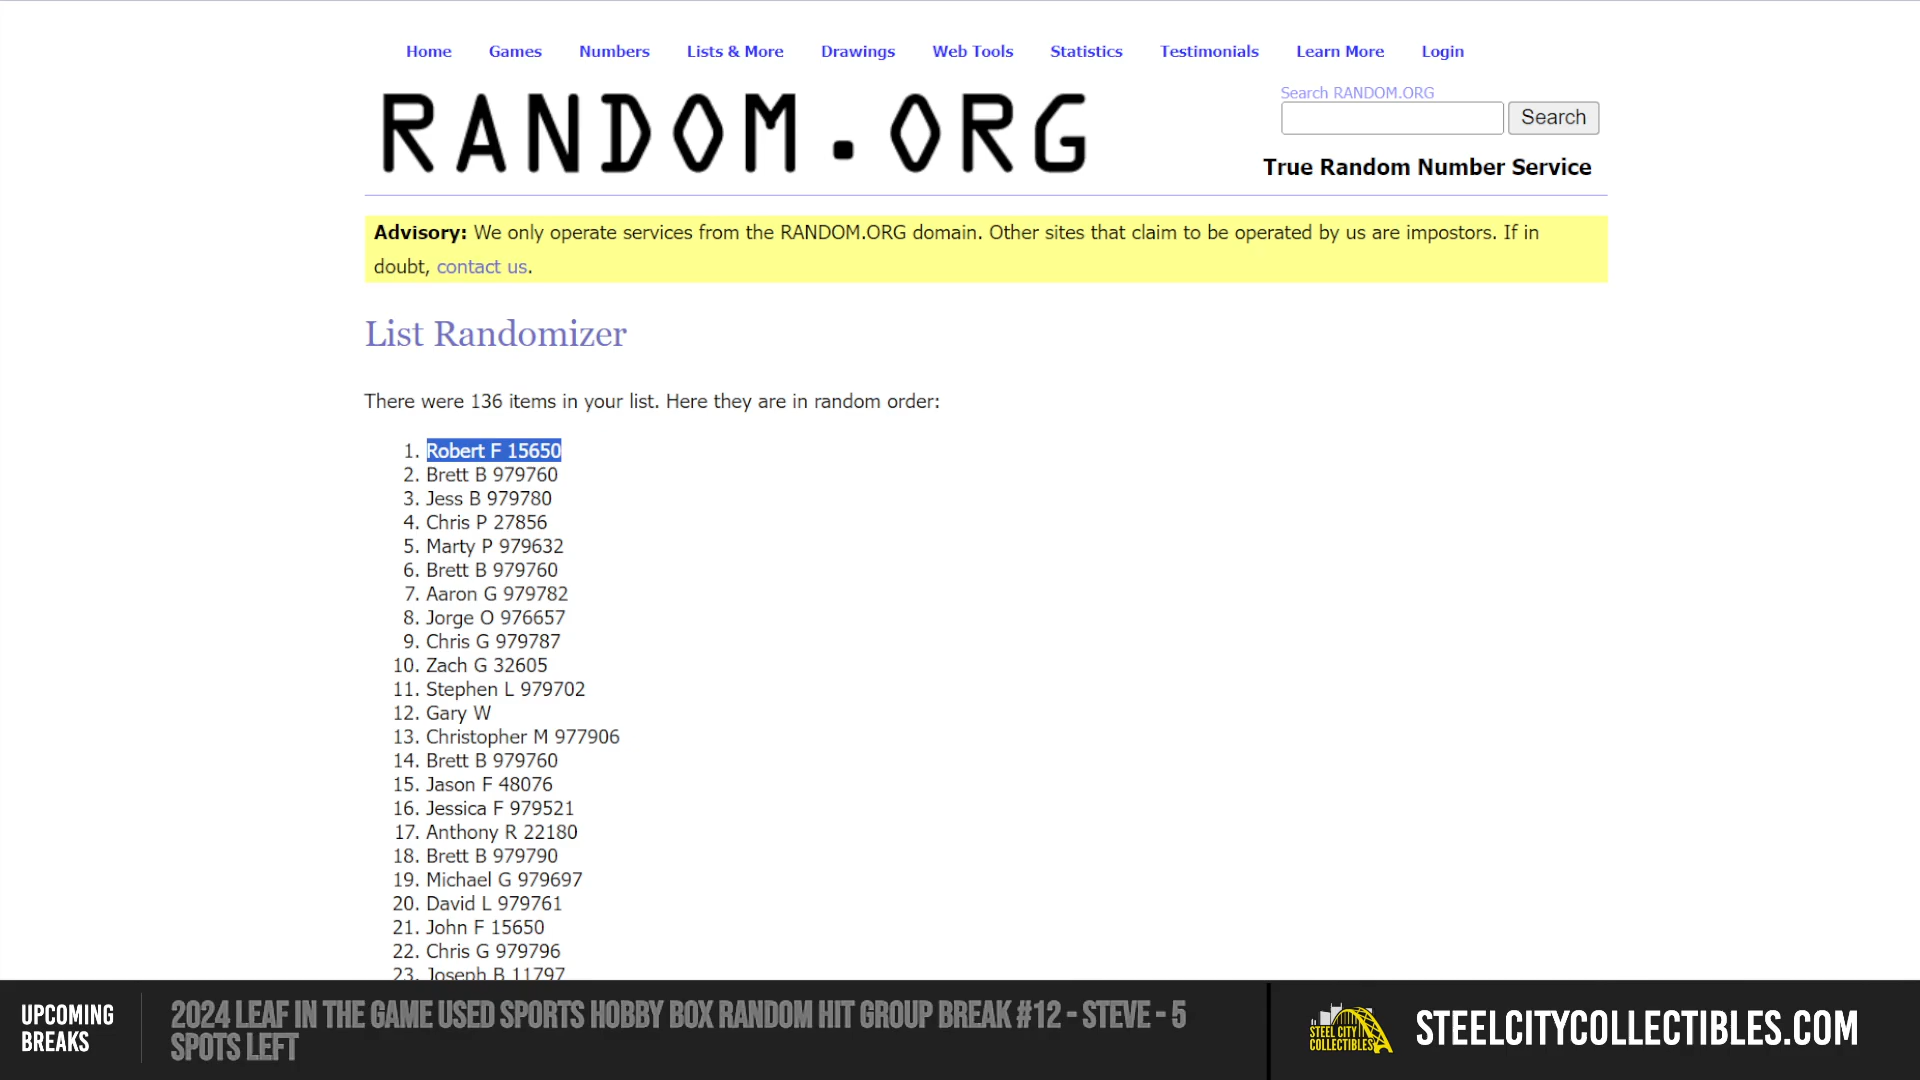 Home Games Numbers Lists & More Drawings Web Tools Statistics Testimonials Learn More Login
RANDOM.ORG
Search RANDOM.ORG
Search
True Random Number Service
Advisory: We only operate services from the RANDOM.ORG domain. Other sites that claim to be operated by us are impostors. If in
doubt, contact us.
List Randomizer
There were 136 items in your list. Here they are in random order:
1. Robert F 15650
2. Brett B 979760
3. Jess B 979780
4. Chris P 27856
5. Marty P 979632
6. Brett B 979760
7. Aaron G 979782
8. Jorge O 976657
9. Chris G 979787
10. Zach G 32605
11. Stephen L 979702
12. Gary W
13. Christopher M 977906
14. Brett B 979760
15. Jason F 48076
16. Jessica F 979521
17. Anthony R 22180
18. Brett B 979790
19. Michael G 979697
20. David L 979761
21. John F 15650
22. Chris G 979796
23. Joseph B 11797
UPCOMING
BREAKS
2024 LEAF IN THE GAME USED SPORTS HOBBY BOX RANDOM HIT GROUP BREAK #12 - STEVE - 5
SPOTS LEFT
STEEL CITY
COLLECTIBLES
STEELCITYCOLLECTIBLES.COM